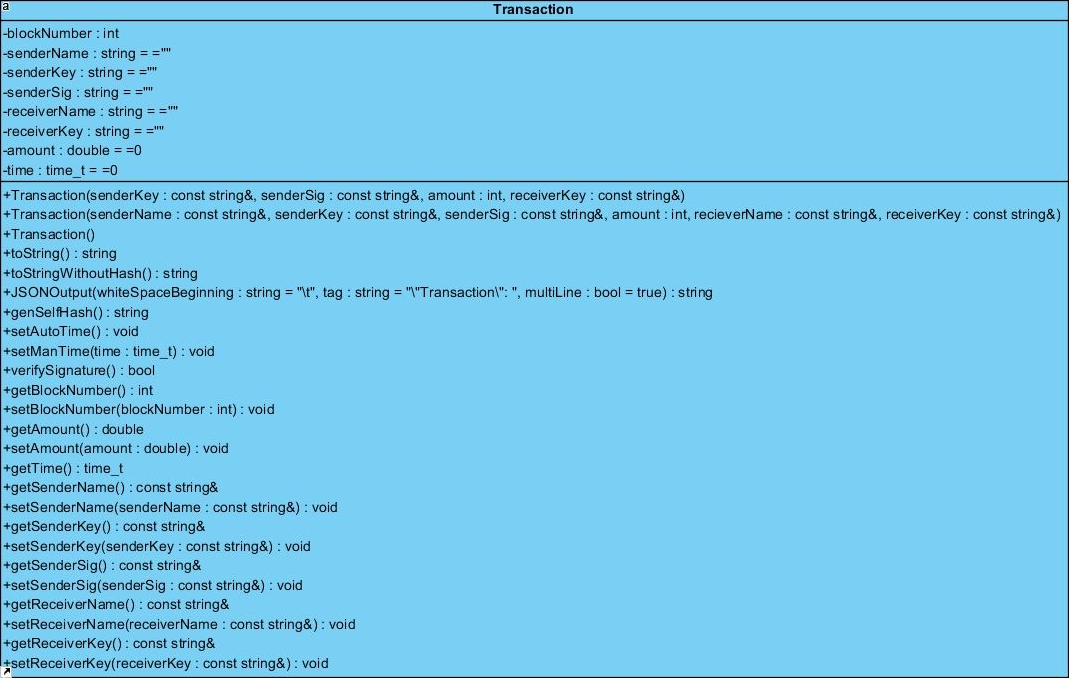 a
Transaction
-blockNumber : int
-senderName : string = =""
-senderKey : string = =""
-senderSig : string = =""
-receiverName : string = =""
-receiverKey : string = =""
-amount : double = =0
-time : time_t = =0
+Transaction(senderKey : const string&, senderSig : const string&, amount : int, receiverKey : const string&)
+Transaction(senderName : const string&, senderKey : const string&, senderSig : const string&, amount : int, recieverName : const string&, receiverKey : const string&)
+Transaction()
+toString() : string
+toStringWithoutHash() : string
+JSONOutput(whiteSpaceBeginning : string = "\t", tag : string = "\"Transaction\": ", multiLine : bool = true) : string
+genSelfHash() : string
+setAutoTime() : void
+setManTime(time : time_t) : void
+verifySignature() : bool
+getBlockNumber() : int
+setBlockNumber(blockNumber : int) : void
+getAmount() : double
+setAmount(amount : double) : void
+getTime() : time_t
+getSenderName() : const string&
+setSenderName(senderName : const string&) : void
+getSenderKey() : const string&
+setSenderKey(senderKey : const string&) : void
+getSenderSig() : const string&
+setSenderSig(senderSig : const string&) : void
+getReceiverName() : const string&
+setReceiverName(receiverName : const string&) : void
+getReceiverKey() : const string&
+setReceiverKey(receiverKey : const string&) : void